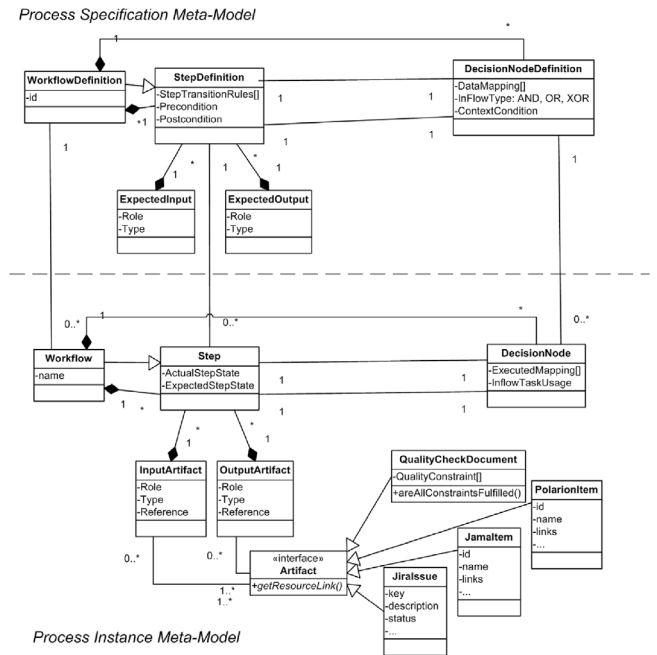 Process Specification Meta-Model
1
*
WorkflowDefinition
-id
StepDefinition
-StepTransitionRules[]
-Precondition
-Postcondition
DecisionNodeDefinition
-DataMapping[]
-InFlowType: AND, OR, XOR
-ContextCondition
1
1
*1
1
1
1
*
1
1
*
1
1
ExpectedInput
-Role
-Type
ExpectedOutput
-Role
-Type
1
0..*
0..*
*
0..*
Workflow
-name
Step
-ActualStepState
-ExpectedStepState
DecisionNode
-ExecutedMapping[]
-InflowTaskUsage
1
1
1
*
1
1
*
1
*
1
InputArtifact
-Role
-Type
-Reference
OutputArtifact
-Role
-Type
-Reference
QualityCheckDocument
-QualityConstraint[]
+areAllConstraintsFulfilled()
PolarionItem
-id
-name
-links
-...
JamaItem
-id
-name
-links
-...
0..*
0..*
«interface»
Artifact
+getResourceLink()
1..*
1..*
JiraIssue
-key
-description
-status
-...
Process Instance Meta-Model